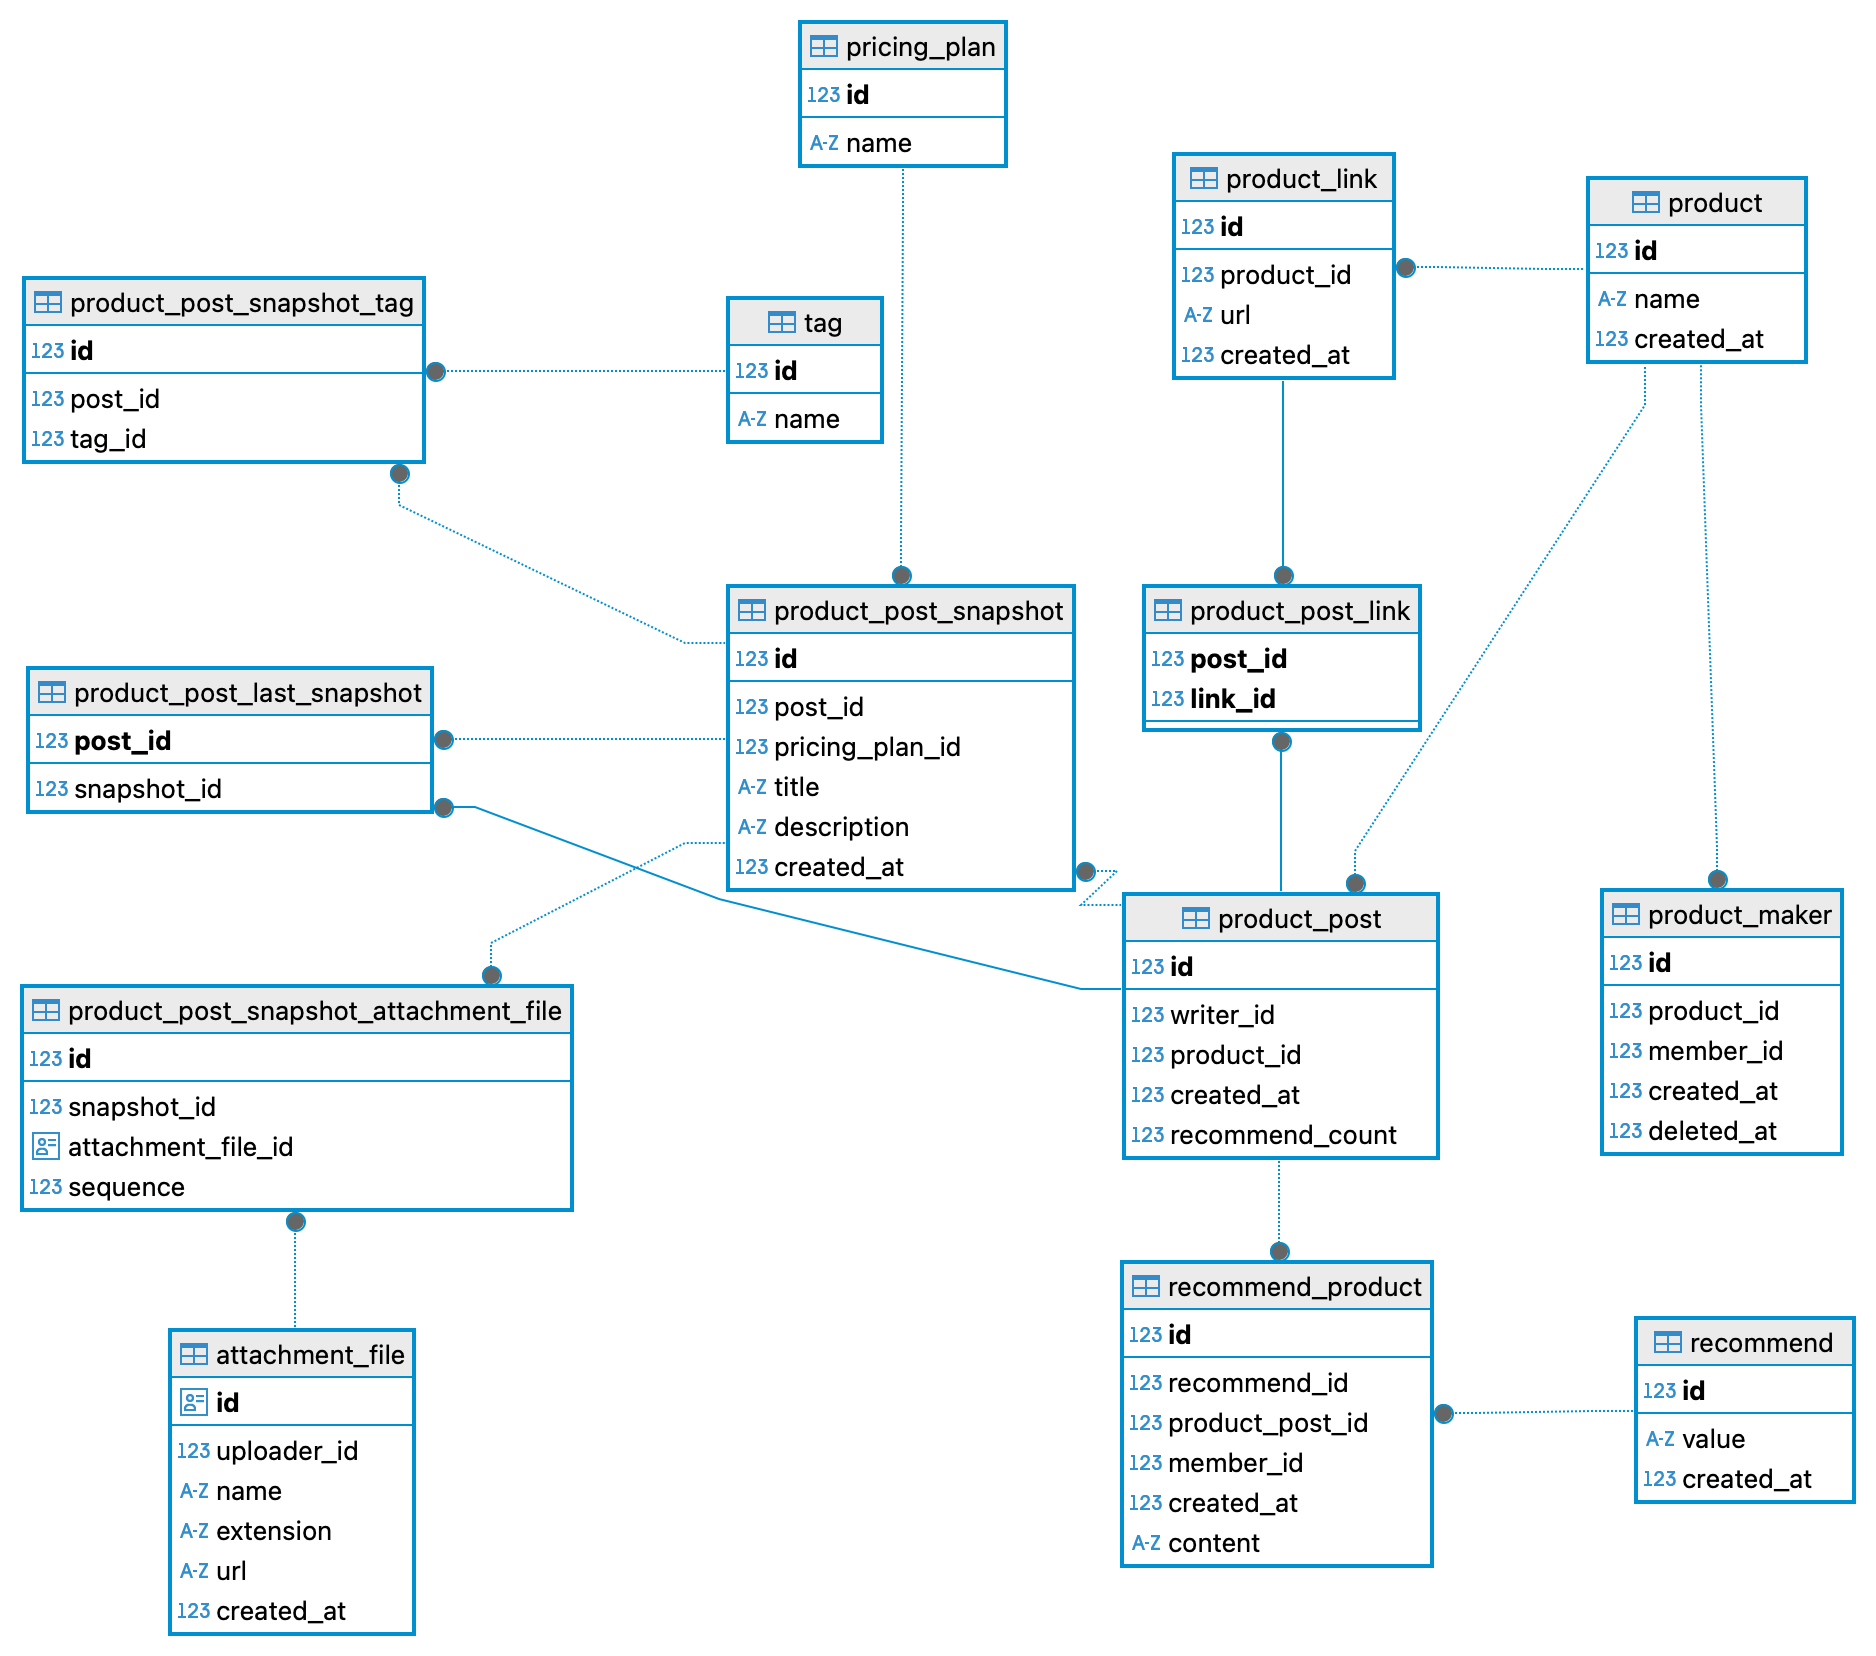 pricing_plan
123 id
A-Z name
product_link
123 id
123 product_id
A-Z url
123 created_at
product
123 id
A-Z name
123 created_at
product_post_snapshot_tag
123 id
123 post_id
123 tag_id
tag
123 id
A-Z name
product_post_snapshot
123 id
123 post_id
123 pricing_plan_id
A-Z title
A-Z description
123 created_at
product_post_link
123 post_id
123 link_id
product_post_last_snapshot
123 post_id
123 snapshot_id
product_post
123 id
123 writer_id
123 product_id
123 created_at
123 recommend_count
product_maker
123 id
123 product_id
123 member_id
123 created_at
123 deleted_at
product_post_snapshot_attachment_file
123 id
123 snapshot_id
attachment_file_id
123 sequence
recommend_product
123 id
123 recommend_id
123 product_post_id
123 member_id
123 created_at
A-Z content
recommend
123 id
A-Z value
123 created_at
attachment_file
id
123 uploader_id
A-Z name
A-Z extension
A-Z url
123 created_at